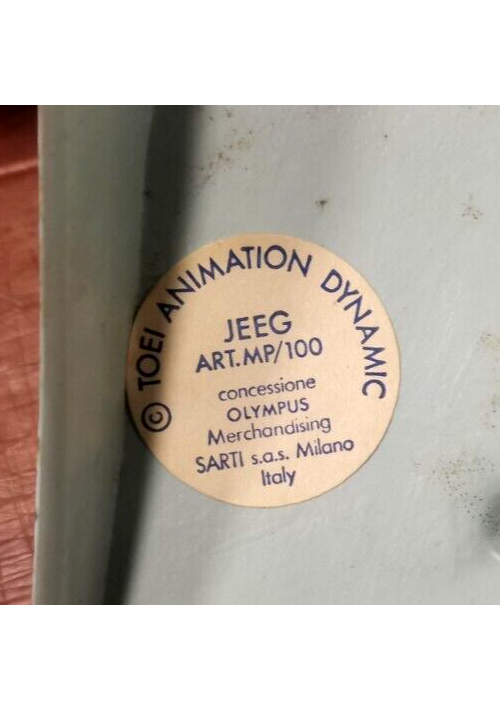 © TOEI ANIMATION DYNAMIC
JEEG
ART.MP/100
concessione
OLYMPUS
Merchandising
SARTI s.a.s. Milano
Italy